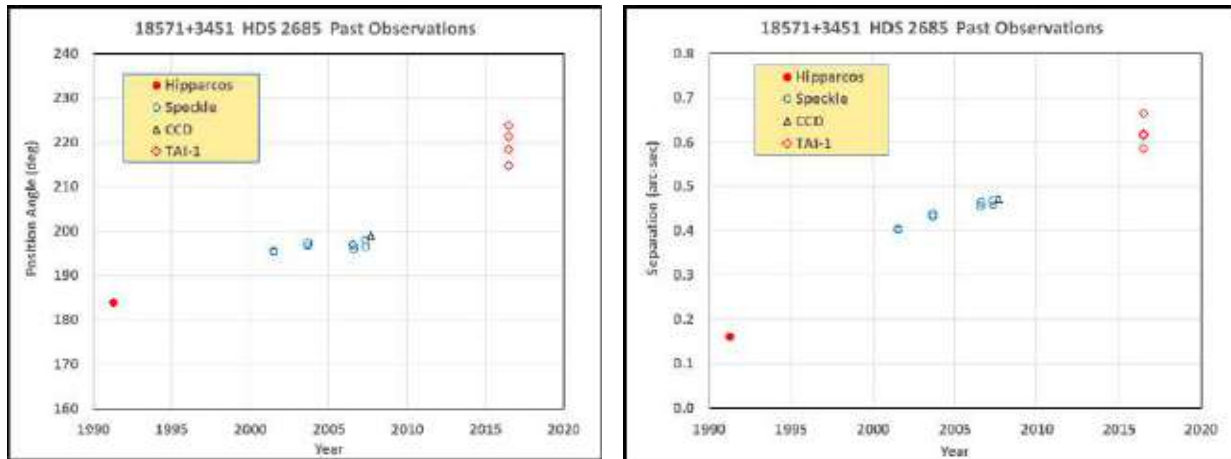 18571+3451 HDS 2685 Past Observations
240
230
220
210
200
190
180
170
160
Position Angle (deg)
Hipparcos
Speckle
CCD
TAI-1
1990 1995 2000 2005 2010 2015 2020
Year
18571+3451 HDS 2685 Past Observations
0.8
0.7
0.6
0.5
0.4
0.3
0.2
0.1
0.0
Separation (arc-sec)
Hipparcos
Speckle
CCD
TAI-1
1990 1995 2000 2005 2010 2015 2020
Year